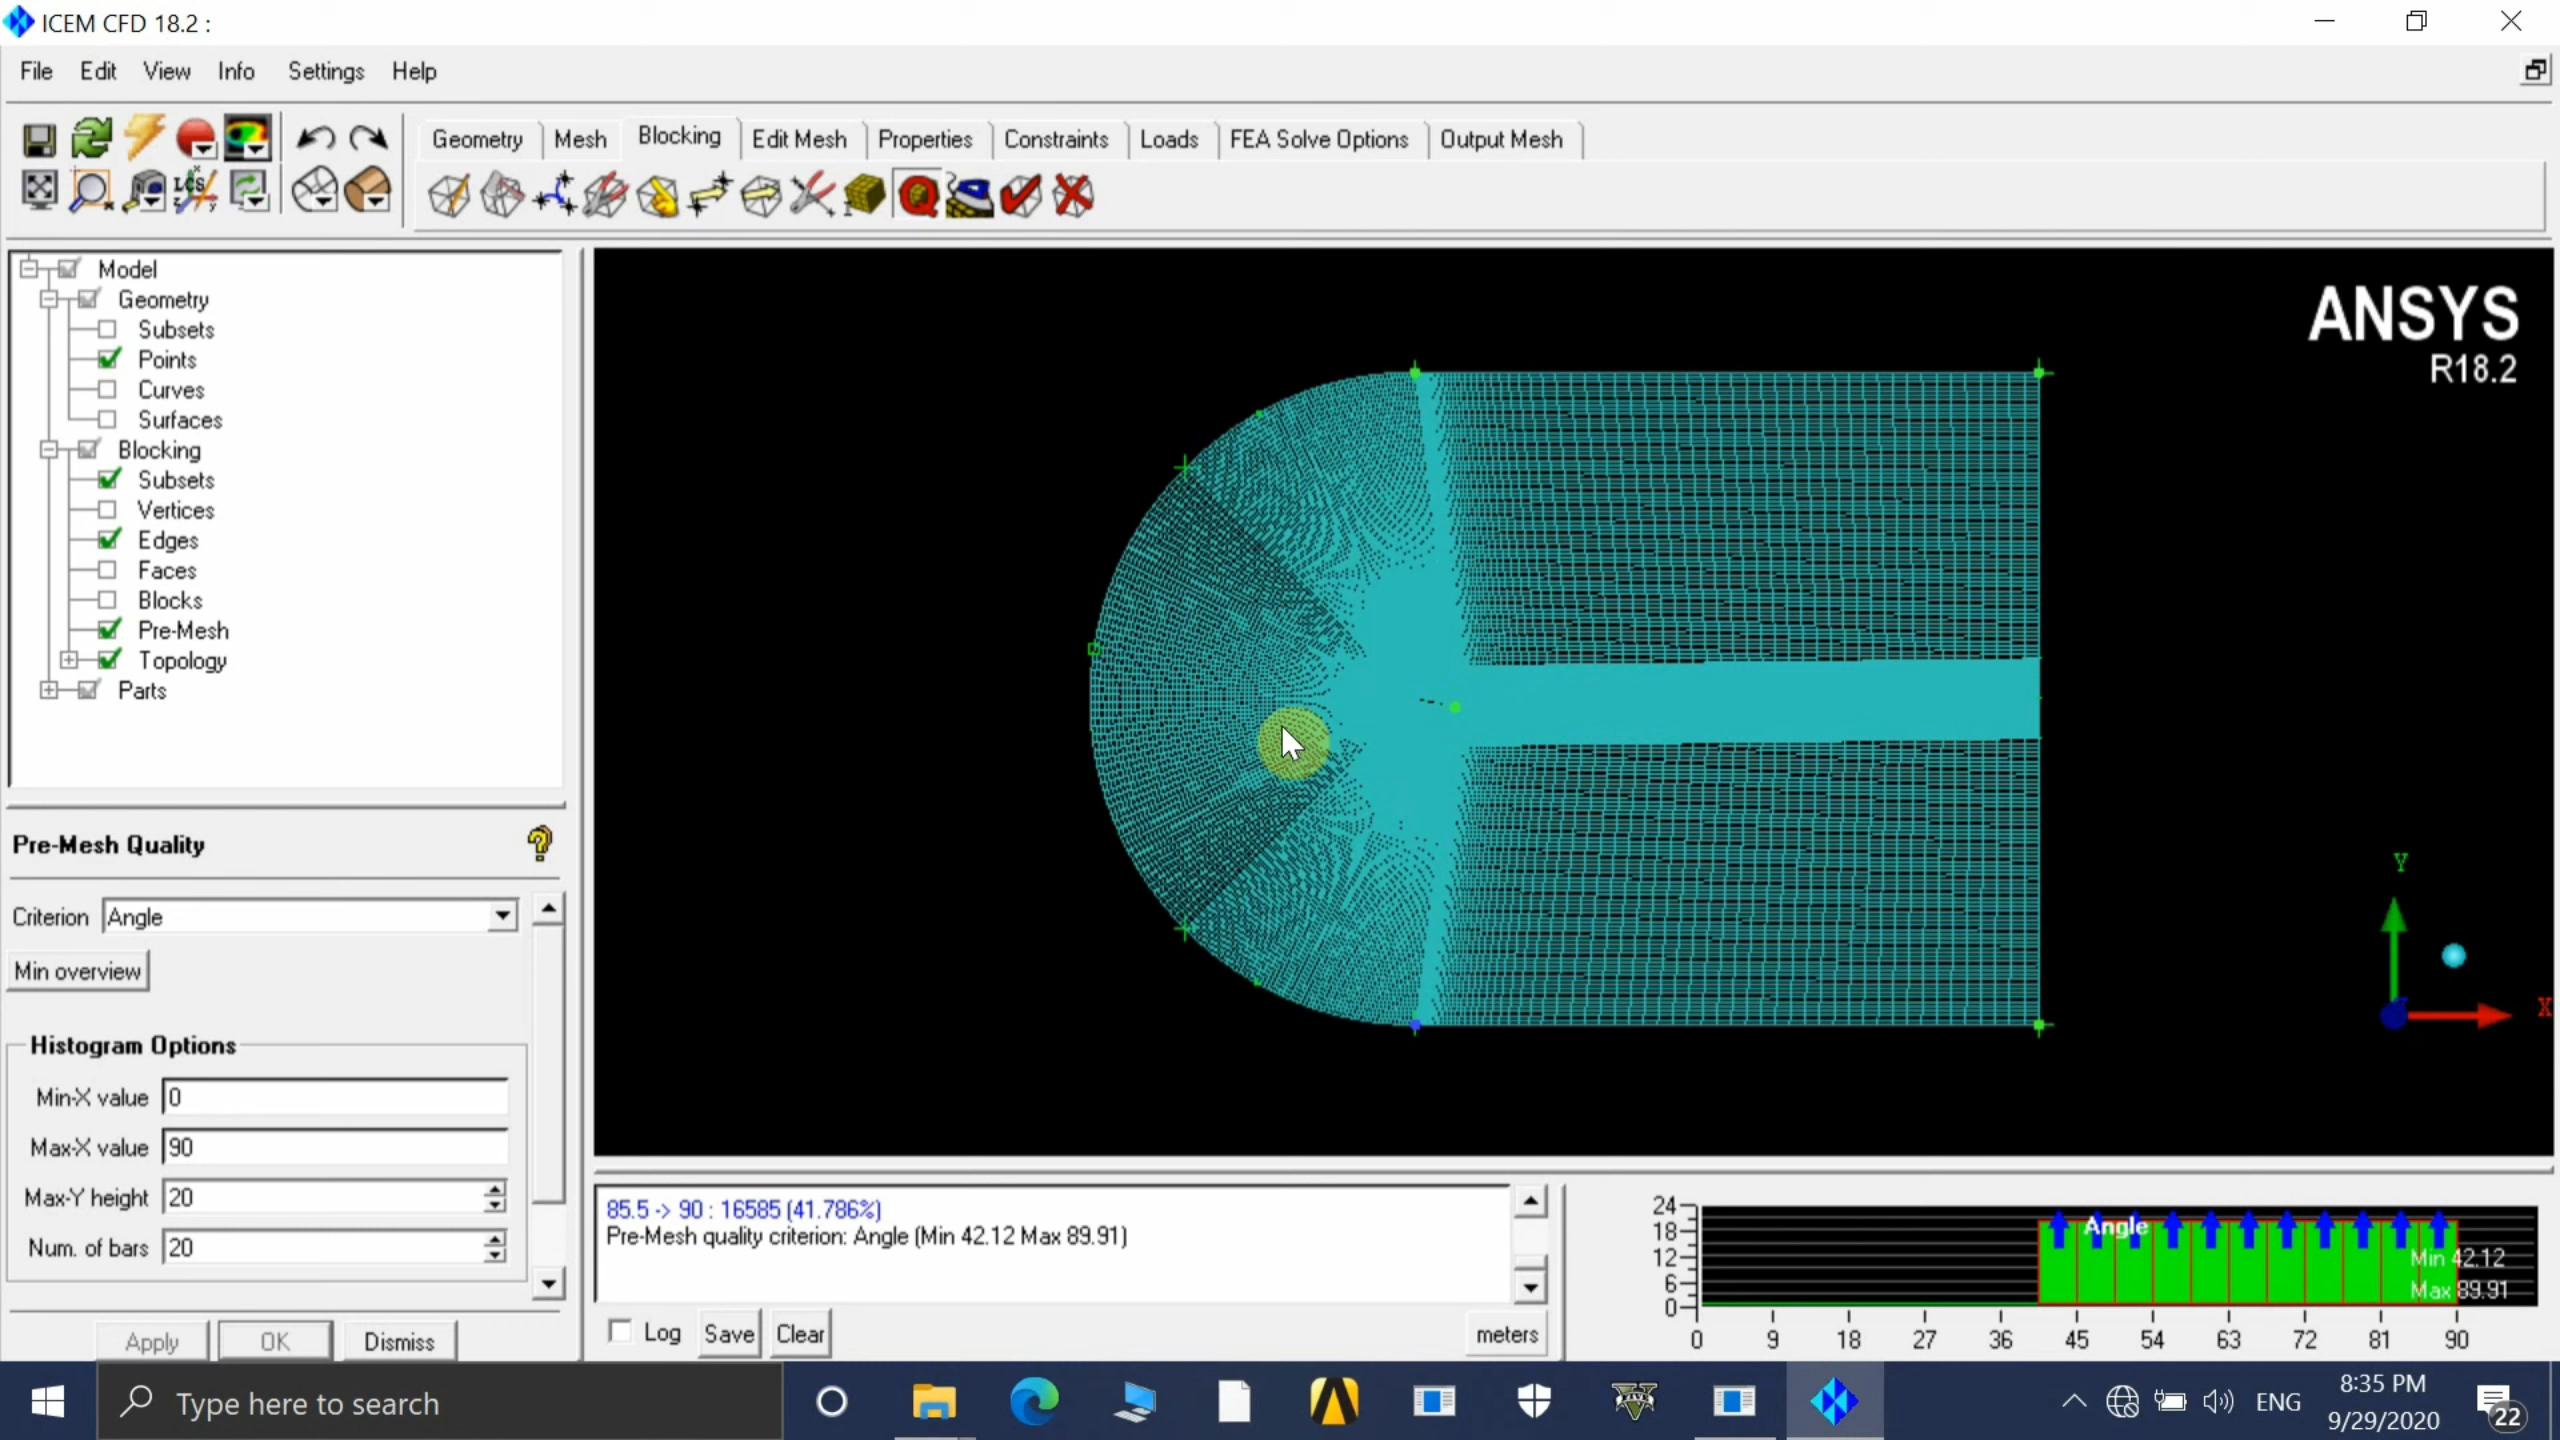 ICEM CFD 18.2 :
File Edit View Info Settings Help
Geometry Mesh Blocking Edit Mesh Properties Constraints Loads FEA Solve Options Output Mesh
LCS
Q
Model
Geometry
Subsets
Points
Curves
Surfaces
Blocking
Subsets
Vertices
Edges
Faces
Blocks
Pre-Mesh
Topology
Parts
ANSYS
R18.2
Y
X
Pre-Mesh Quality
Criterion Angle
Min overview
Histogram Options
Min-X value 0
Max-X value 90
Max-Y height 20
Num. of bars 20
Apply OK Dismiss
85.5 -> 90 : 16585 (41.786%)
Pre-Mesh quality criterion: Angle (Min 42.12 Max 89.91)
Log Save Clear meters
24
18
12
6
0
Angle
Min 42.12
Max 89.91
0 9 18 27 36 45 54 63 72 81 90
Type here to search
ENG
8:35 PM
9/29/2020
22